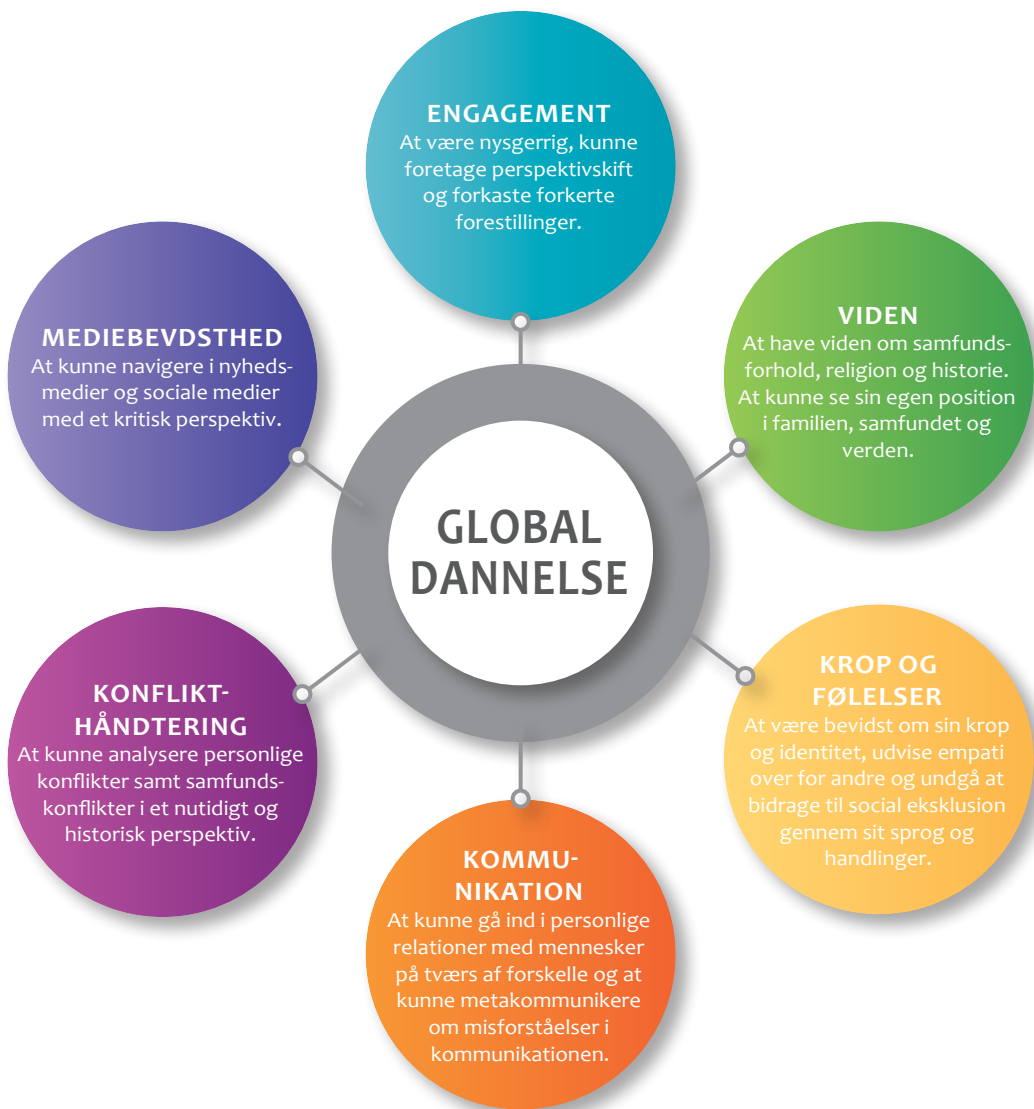 ENGAGEMENT
At være nysgerrig, kunne
foretage perspektivskift
og forkaste forkerte
forestillinger.
VIDEN
At have viden om samfunds-
forhold, religion og historie.
At kunne se sin egen position
i familien, samfundet og
verden.
KROP OG
FØLELSER
At være bevidst om sin krop
og identitet, udvise empati
over for andre og undgå at
bidrage til social eksklusion
gennem sit sprog og
handlinger.
KOMMU-
NIKATION
At kunne gå ind i personlige
relationer med mennesker
på tværs af forskelle og at
kunne metakommunikere
om misforståelser i
kommunikationen.
KONFLIKT-
HÅNDTERING
At kunne analysere personlige
konflikter samt samfunds-
konflikter i et nutidigt og
historisk perspektiv.
MEDIEBEVDSTHED
At kunne navigere i nyheds-
medier og sociale medier
med et kritisk perspektiv.
GLOBAL
DANNELSE